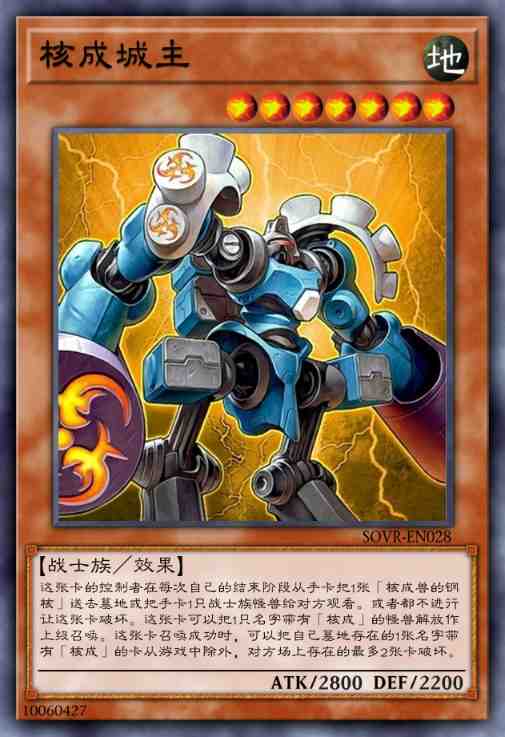 核成城主
地
SOVR-EN028
【战士族／效果】
这张卡的控制者在每次自己的结束阶段从手卡把1张「核成兽的钢
核」送去墓地或把手卡1只战士族怪兽给对方观看。或者都不进行
让这张卡破坏。这张卡可以把1只名字带有「核成」的怪兽解放作
上级召唤。这张卡召唤成功时，可以把自己墓地存在的1张名字带
有「核成」的卡从游戏中除外，对方场上存在的最多2张卡破坏。
ATK/2800 DEF/2200
10060427